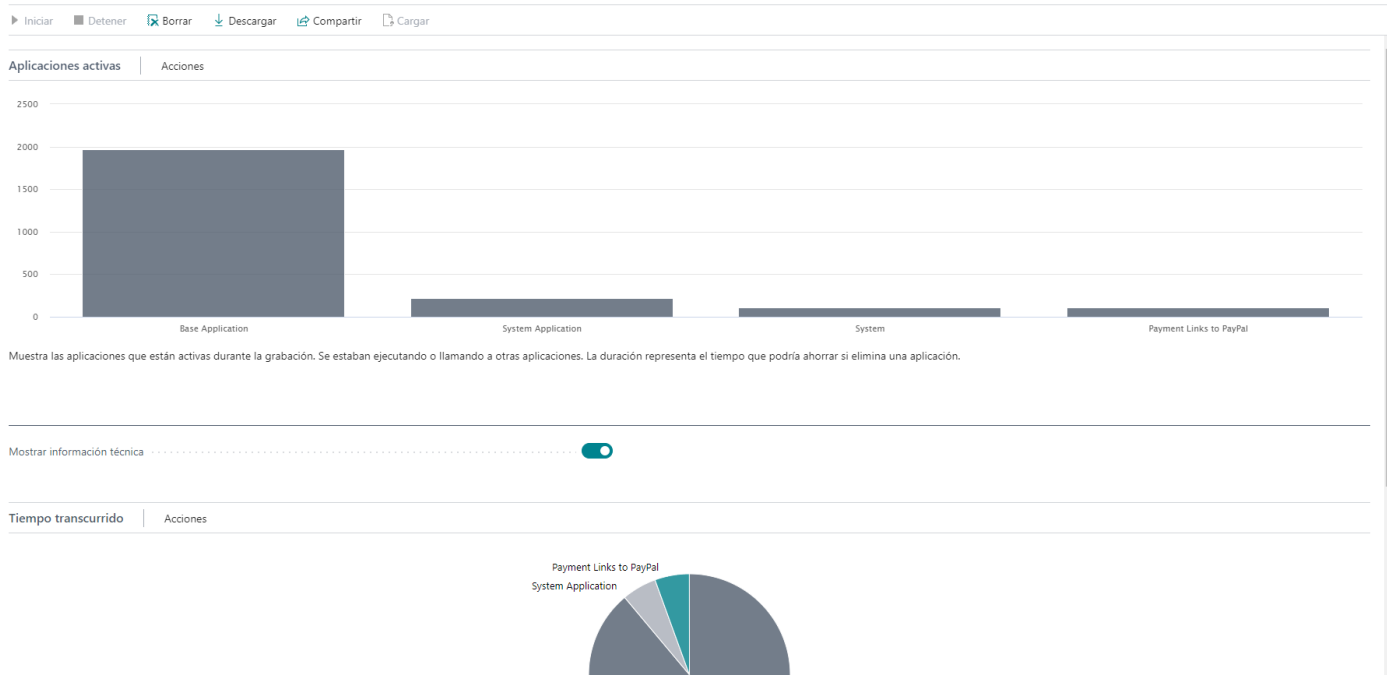 Iniciar Detener Borrar Descargar Compartir Cargar
Aplicaciones activas Acciones
2500
2000
1500
1000
500
0
Base Application System Application System Payment Links to PayPal
Muestra las aplicaciones que están activas durante la grabación. Se estaban ejecutando o llamando a otras aplicaciones. La duración representa el tiempo que podría ahorrar si elimina una aplicación.
Mostrar información técnica
Tiempo transcurrido Acciones
Payment Links to PayPal
System Application